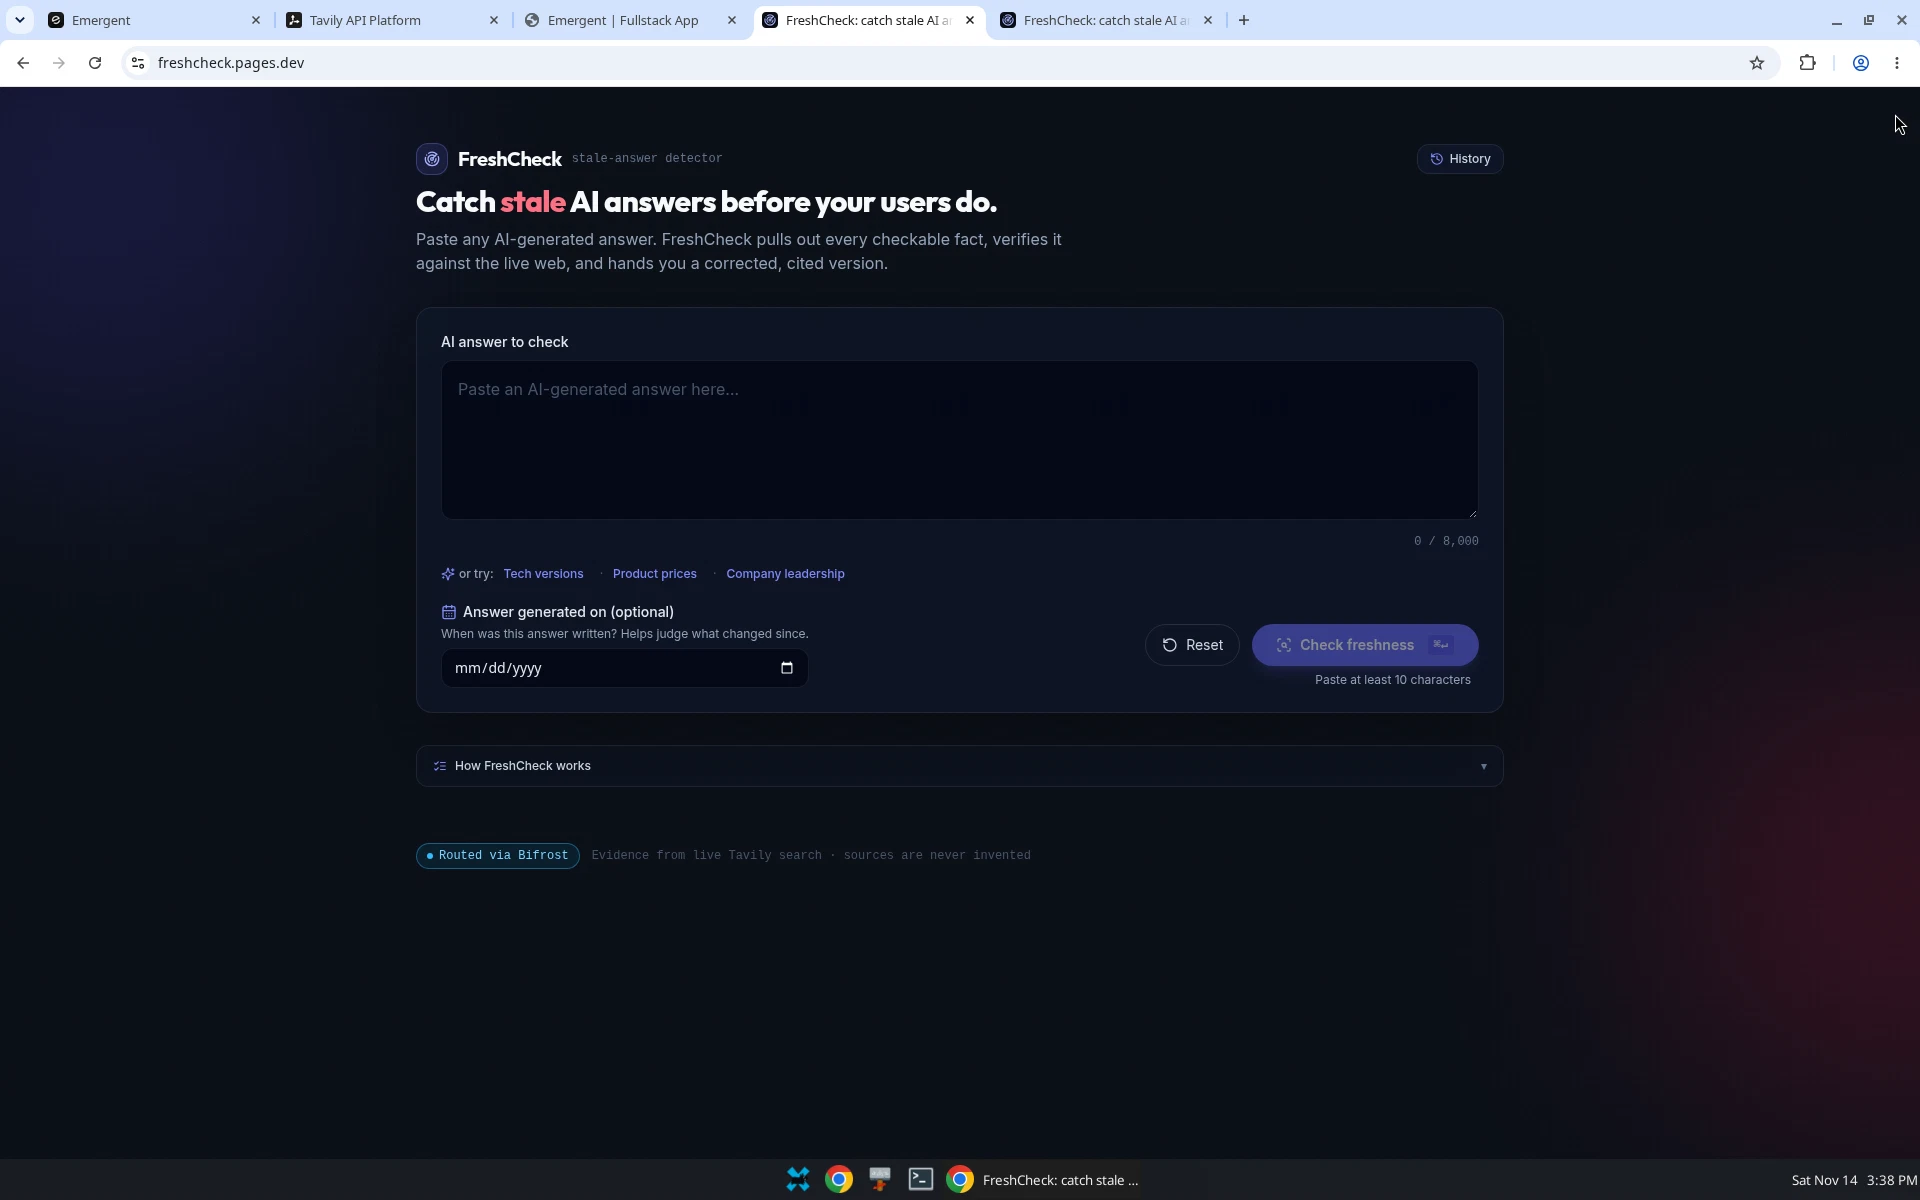 Emergent
Tavily API Platform
Emergent | Fullstack App
FreshCheck: catch stale AI a
FreshCheck: catch stale AI a
freshcheck.pages.dev
FreshCheck stale-answer detector
History
Catch stale AI answers before your users do.
Paste any AI-generated answer. FreshCheck pulls out every checkable fact, verifies it
against the live web, and hands you a corrected, cited version.
AI answer to check
Paste an AI-generated answer here...
0 / 8,000
or try: Tech versions · Product prices · Company leadership
Answer generated on (optional)
When was this answer written? Helps judge what changed since.
mm/dd/yyyy
Reset
Check freshness ⌘↵
Paste at least 10 characters
How FreshCheck works
Routed via Bifrost
Evidence from live Tavily search · sources are never invented
FreshCheck: catch stale ...
Sat Nov 14 3:38 PM